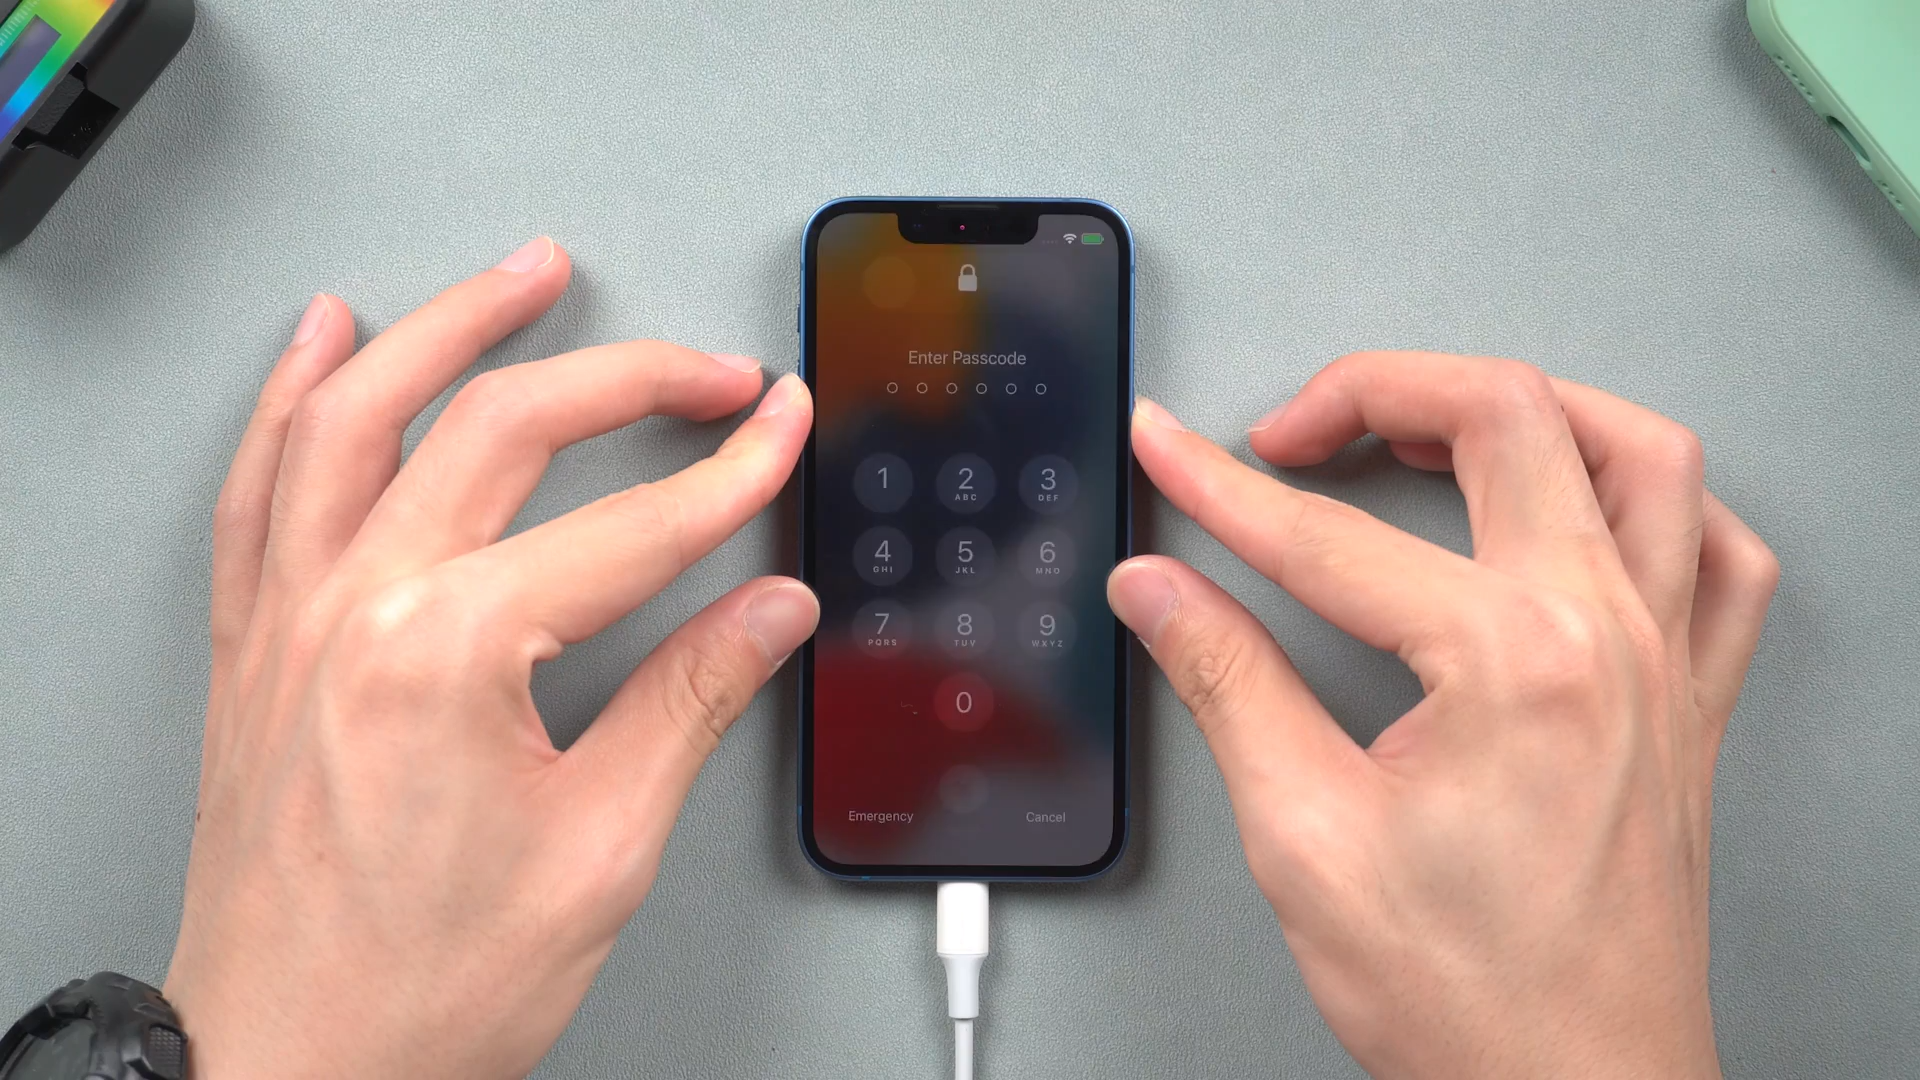 Enter Passcode
1 2 3
ABC DEF
4 5 6
GHI JKL MNO
7 8 9
PQRS TUV WXYZ
0
Emergency Cancel